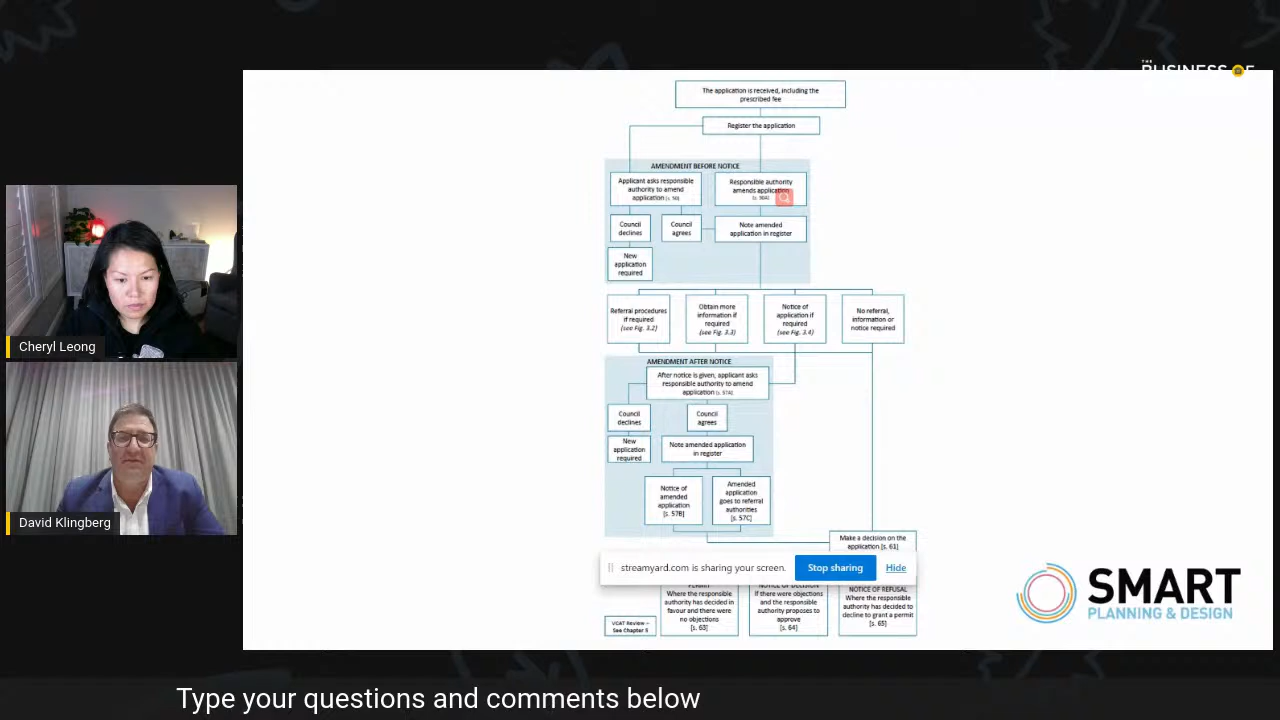 THE
BUSINESS OF
The application is received, including the
prescribed fee
Register the application
AMENDMENT BEFORE NOTICE
Applicant asks responsible
authority to amend
application [s. 50]
Responsible authority
amends application
[s. 50A]
Council
declines
Council
agrees
Note amended
application in register
New
application
required
Referral procedures
if required
(see Fig. 3.2)
Obtain more
information if
required
(see Fig. 3.3)
Notice of
application if
required
(see Fig. 3.4)
No referral,
information or
notice required
AMENDMENT AFTER NOTICE
After notice is given, applicant asks
responsible authority to amend
application [s. 57A]
Council
declines
Council
agrees
New
application
required
Note amended application
in register
Notice of
amended
application
[s. 57B]
Amended
application
goes to referral
authorities
[s. 57C]
Make a decision on the
application [s. 61]
streamyard.com is sharing your screen.
Stop sharing
Hide
PERMIT
Where the responsible
authority has decided in
favour and there were
no objections
[s. 63]
NOTICE OF DECISION
If there were objections
and the responsible
authority proposes to
approve
[s. 64]
NOTICE OF REFUSAL
Where the responsible
authority has decided to
decline to grant a permit
[s. 65]
VCAT Review –
See Chapter 5
SMART
PLANNING & DESIGN
Cheryl Leong
David Klingberg
Type your questions and comments below